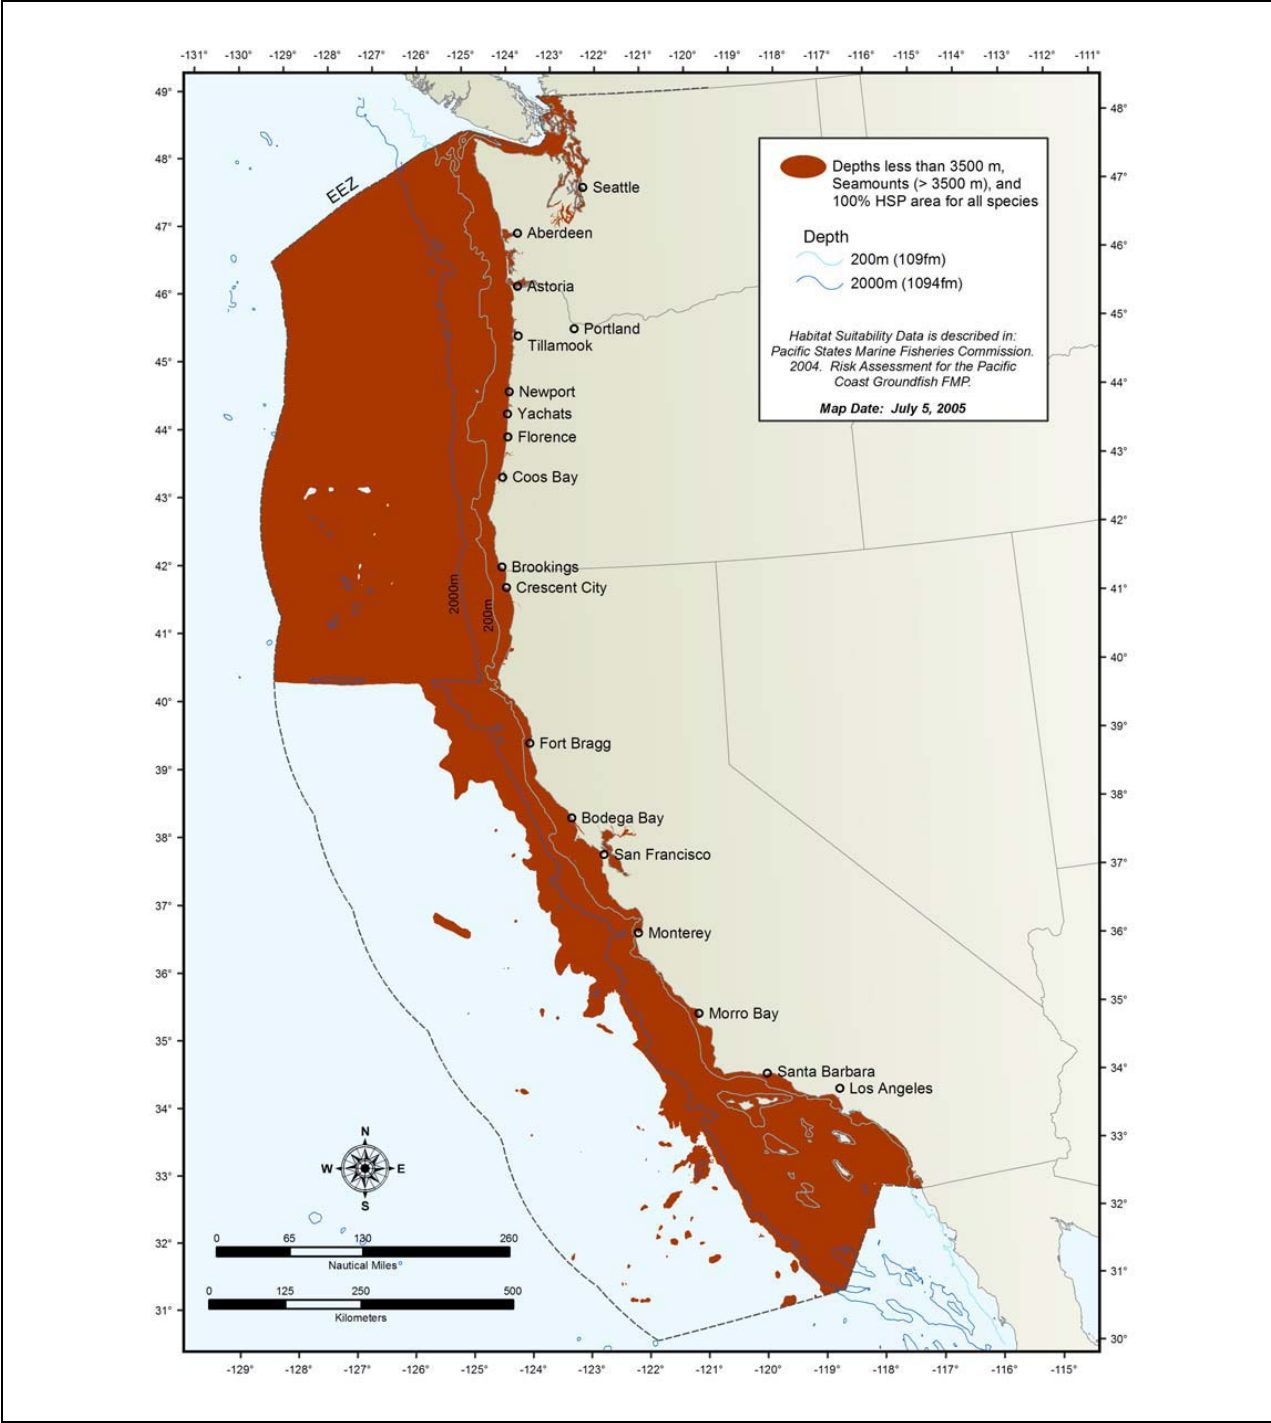 -131° -130° -129° -128° -127° -126° -125° -124° -123° -122° -121° -120° -119° -118° -117° -116° -115° -114° -113° -112° -111°
49°
48°
47°
46°
45°
44°
43°
42°
41°
40°
39°
38°
37°
36°
35°
34°
33°
32°
31°
EEZ
Seattle
Aberdeen
Astoria
Portland
Tillamook
Newport
Yachats
Florence
Coos Bay
Brookings
Crescent City
2000m
200m
Fort Bragg
Bodega Bay
San Francisco
Monterey
Morro Bay
Santa Barbara
Los Angeles
Depths less than 3500 m,
Seamounts (> 3500 m), and
100% HSP area for all species
Depth
200m (109fm)
2000m (1094fm)
Habitat Suitability Data is described in:
Pacific States Marine Fisheries Commission.
2004. Risk Assessment for the Pacific
Coast Groundfish FMP.
Map Date: July 5, 2005
48°
47°
46°
45°
44°
43°
42°
41°
40°
39°
38°
37°
36°
35°
34°
33°
32°
31°
30°
N
W E
S
0 65 130 260
Nautical Miles
0 125 250 500
Kilometers
-129° -128° -127° -126° -125° -124° -123° -122° -121° -120° -119° -118° -117° -116° -115°